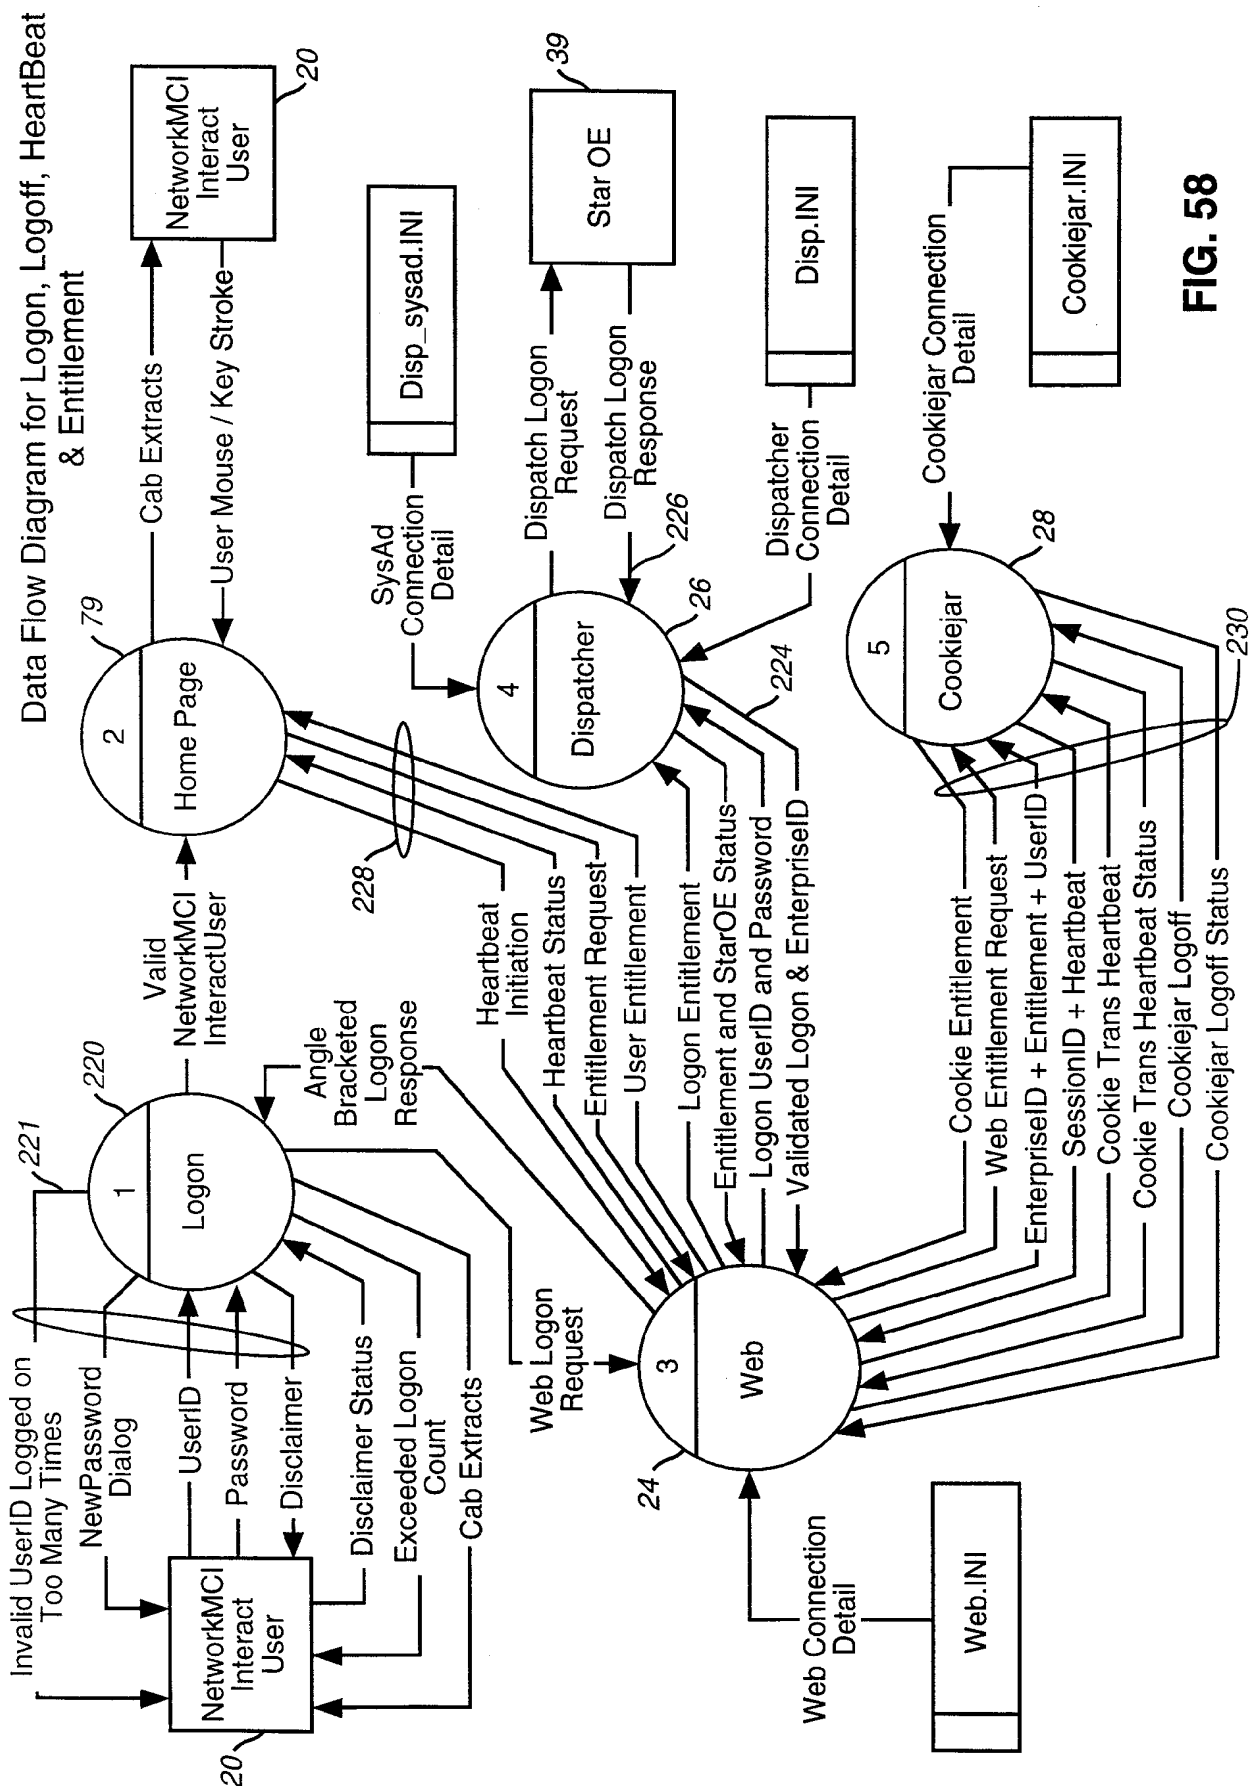 Data Flow Diagram for Logon, Logoff, HeartBeat
& Entitlement
Invalid UserID Logged on
Too Many Times
221
NewPassword
Dialog
UserID
Password
Disclaimer
Disclaimer Status
Exceeded Logon
Count
Cab Extracts
NetworkMCI
Interact
User
20
1
Logon
220
Valid
NetworkMCI
InteractUser
2
Home Page
79
Cab Extracts
User Mouse / Key Stroke
NetworkMCI
Interact
User
20
Angle
Bracketed
Logon
Response
Web Logon
Request
228
Heartbeat
Initiation
Heartbeat Status
Entitlement Request
User Entitlement
SysAd
Connection
Detail
Disp_sysad.INI
4
Dispatcher
26
Dispatch Logon
Request
Dispatch Logon
Response
226
Star OE
39
Dispatcher
Connection
Detail
Disp.INI
224
Logon Entitlement
Entitlement and StarOE Status
Logon UserID and Password
Validated Logon & EnterpriseID
3
Web
24
Web Connection
Detail
Web.INI
5
Cookiejar
28
Cookiejar Connection
Detail
Cookiejar.INI
230
Cookie Entitlement
Web Entitlement Request
EnterpriseID + Entitlement + UserID
SessionID + Heartbeat
Cookie Trans Heartbeat
Cookie Trans Heartbeat Status
Cookiejar Logoff
Cookiejar Logoff Status
FIG. 58